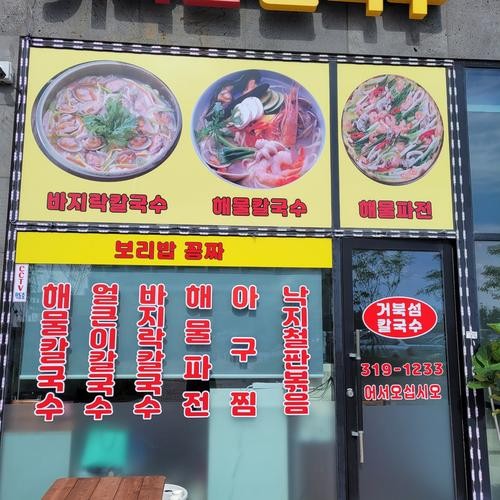 바지락칼국수
해물칼국수
해물파전
보리밥 꽁짜
CCTV
해물칼국수
얼큰이칼국수
바지락칼국수
해물파전
아구찜
낙지철판볶음
거북섬
칼국수
319-1233
어서오십시오